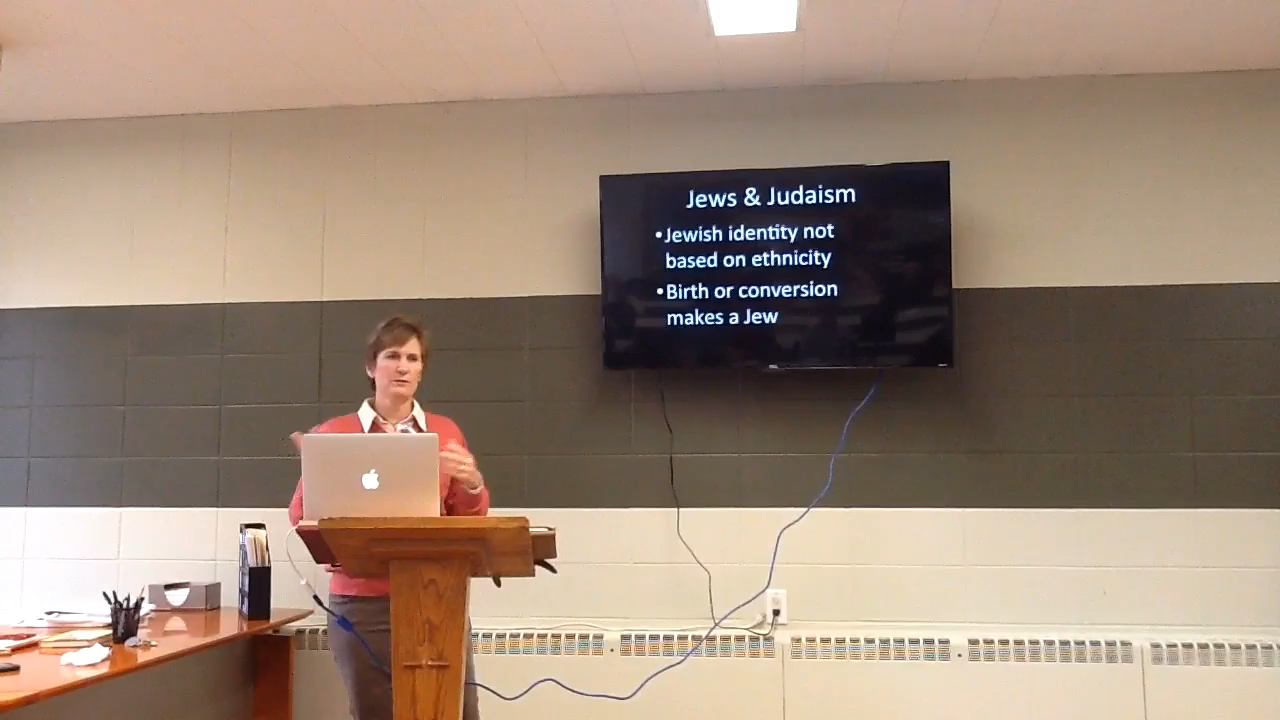 Jews & Judaism
•Jewish identity not
based on ethnicity
•Birth or conversion
makes a Jew